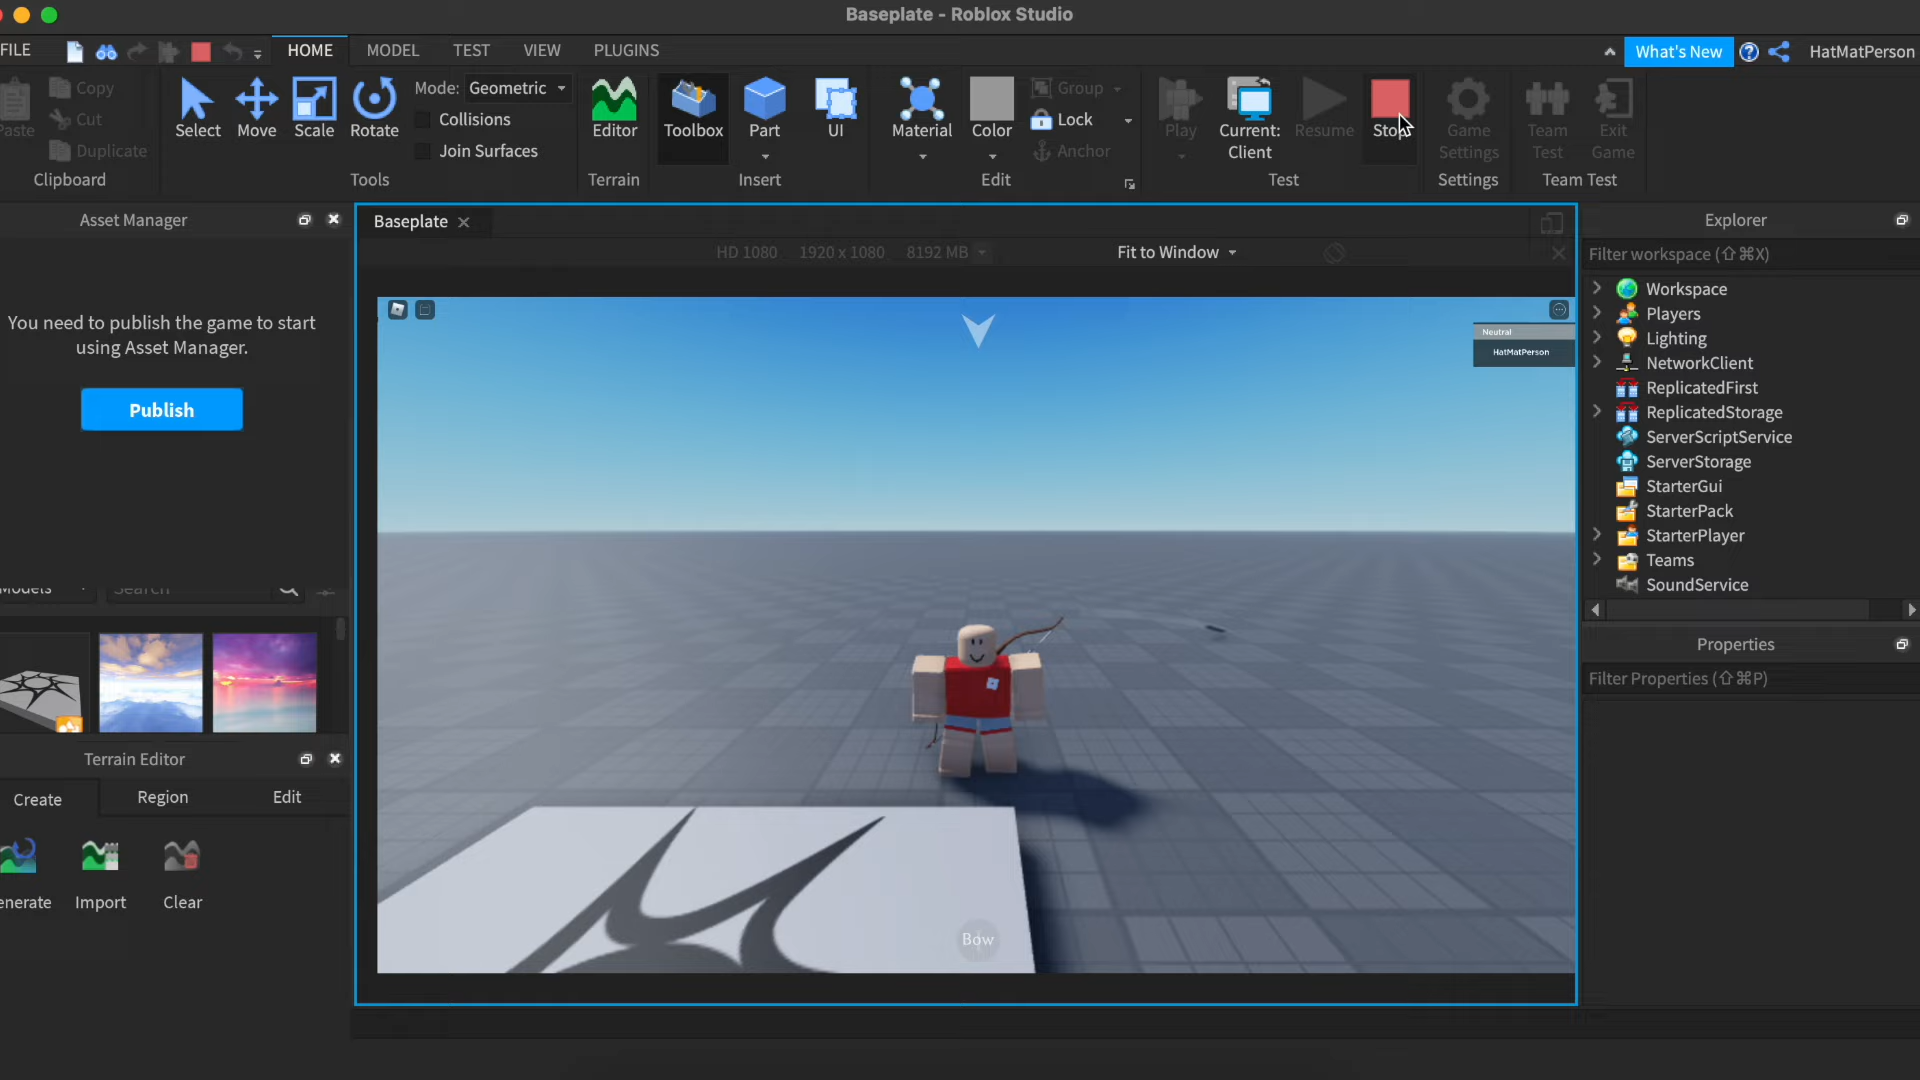 Baseplate - Roblox Studio
FILE HOME MODEL TEST VIEW PLUGINS What's New HatMatPerson
Copy
Cut
Duplicate
Paste
Clipboard
Select Move Scale Rotate
Mode: Geometric
Collisions
Join Surfaces
Tools
Editor
Terrain
Toolbox Part UI
Insert
Material Color
Group
Lock
Anchor
Edit
Play
Current:
Client
Resume Stop
Test
Game
Settings
Settings
Team
Test
Exit
Game
Team Test
Asset Manager
You need to publish the game to start
using Asset Manager.
Publish
Models Search
Terrain Editor
Create Region Edit
enerate Import Clear
Baseplate
HD 1080 1920 x 1080 8192 MB Fit to Window
Neutral
HatMatPerson
Bow
Explorer
Filter workspace (⇧⌘X)
Workspace
Players
Lighting
NetworkClient
ReplicatedFirst
ReplicatedStorage
ServerScriptService
ServerStorage
StarterGui
StarterPack
StarterPlayer
Teams
SoundService
Properties
Filter Properties (⇧⌘P)